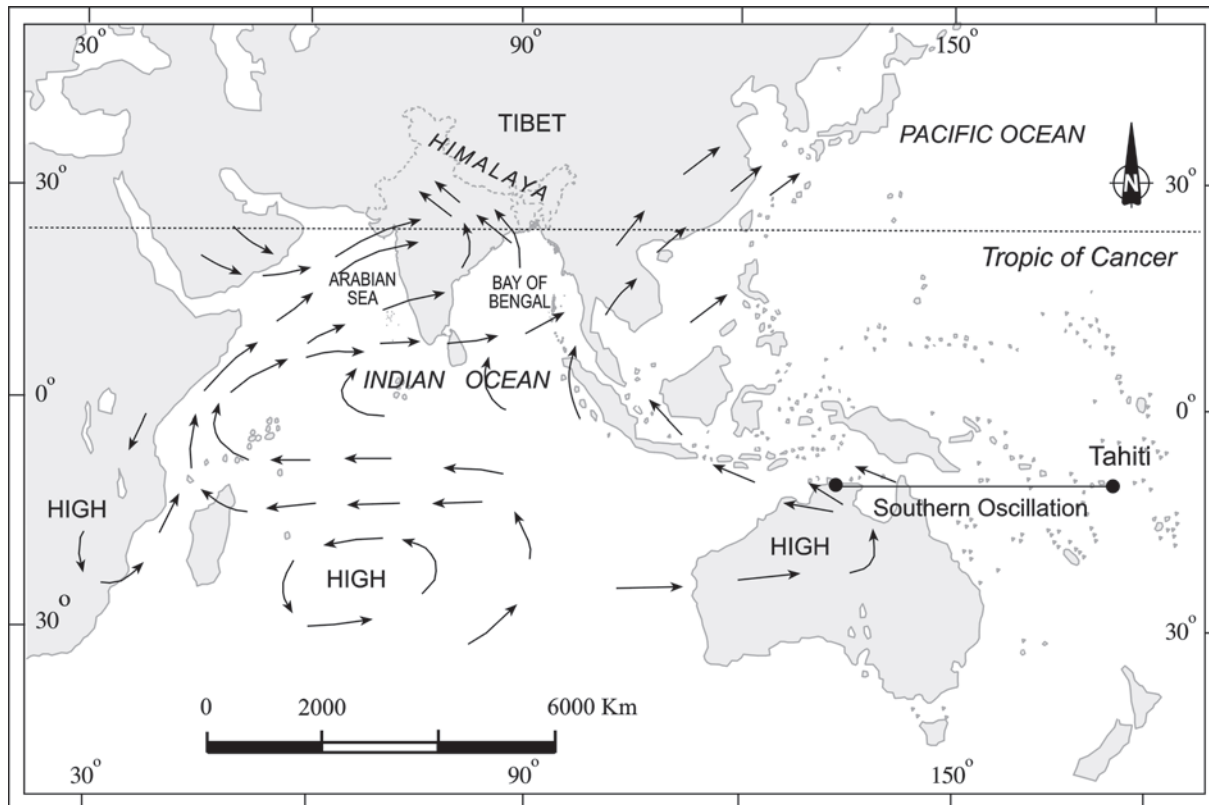 30°
90°
150°
TIBET
PACIFIC OCEAN
HIMALAYA
N
30°
30°
Tropic of Cancer
ARABIAN
SEA
BAY OF
BENGAL
INDIAN OCEAN
0°
0°
Tahiti
HIGH
Southern Oscillation
HIGH
HIGH
30°
30°
0
2000
6000 Km
30°
90°
150°